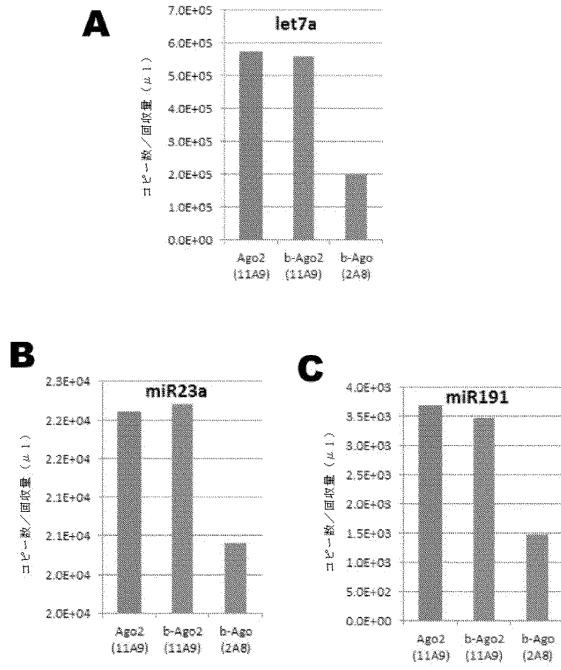 A
let7a
コピー数／回収量（μl）
7.0E+05
6.0E+05
5.0E+05
4.0E+05
3.0E+05
2.0E+05
1.0E+05
0.0E+00
Ago2 b-Ago2 b-Ago
(11A9) (11A9) (2A8)
B
miR23a
コピー数／回収量（μl）
2.3E+04
2.2E+04
2.2E+04
2.1E+04
2.1E+04
2.0E+04
2.0E+04
Ago2 b-Ago2 b-Ago
(11A9) (11A9) (2A8)
C
miR191
コピー数／回収量（μl）
4.0E+03
3.5E+03
3.0E+03
2.5E+03
2.0E+03
1.5E+03
1.0E+03
5.0E+02
0.0E+00
Ago2 b-Ago2 b-Ago
(11A9) (11A9) (2A8)